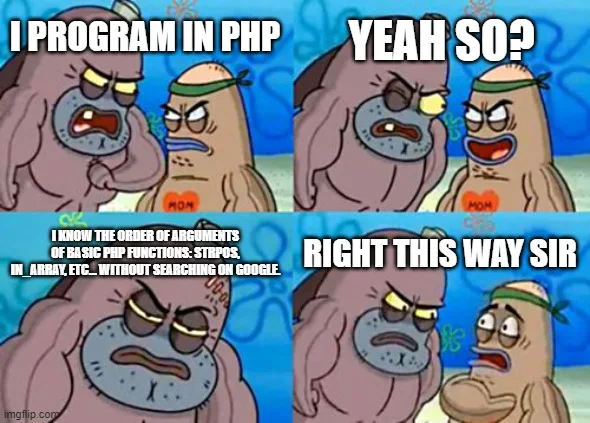 I PROGRAM IN PHP
YEAH SO?
MOM
MOM
I KNOW THE ORDER OF ARGUMENTS
OF BASIC PHP FUNCTIONS: STRPOS,
IN_ARRAY, ETC... WITHOUT SEARCHING ON GOOGLE.
RIGHT THIS WAY SIR
imgflip.com